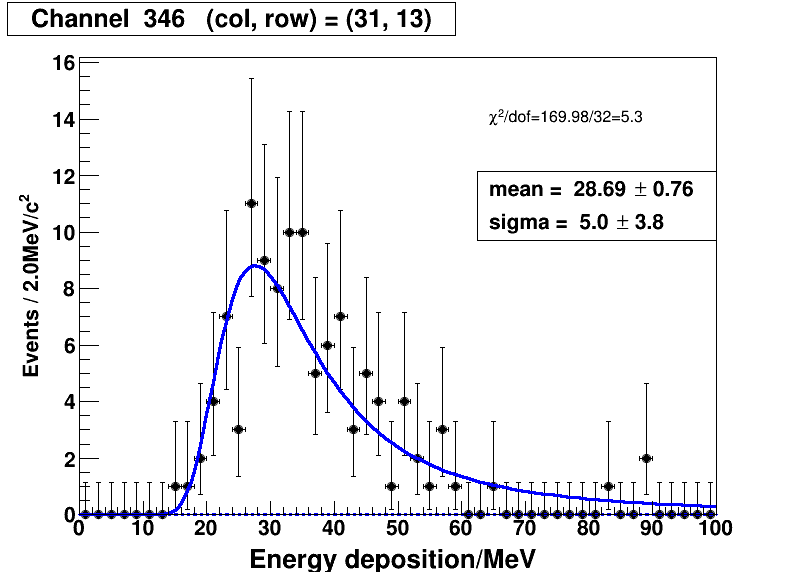 Channel 346 (col, row) = (31, 13)
16
14
12
10
8
6
4
2
0
Events / 2.0MeV/c²
χ²/dof=169.98/32=5.3
mean = 28.69 ± 0.76
sigma = 5.0 ± 3.8
0 10 20 30 40 50 60 70 80 90 100
Energy deposition/MeV